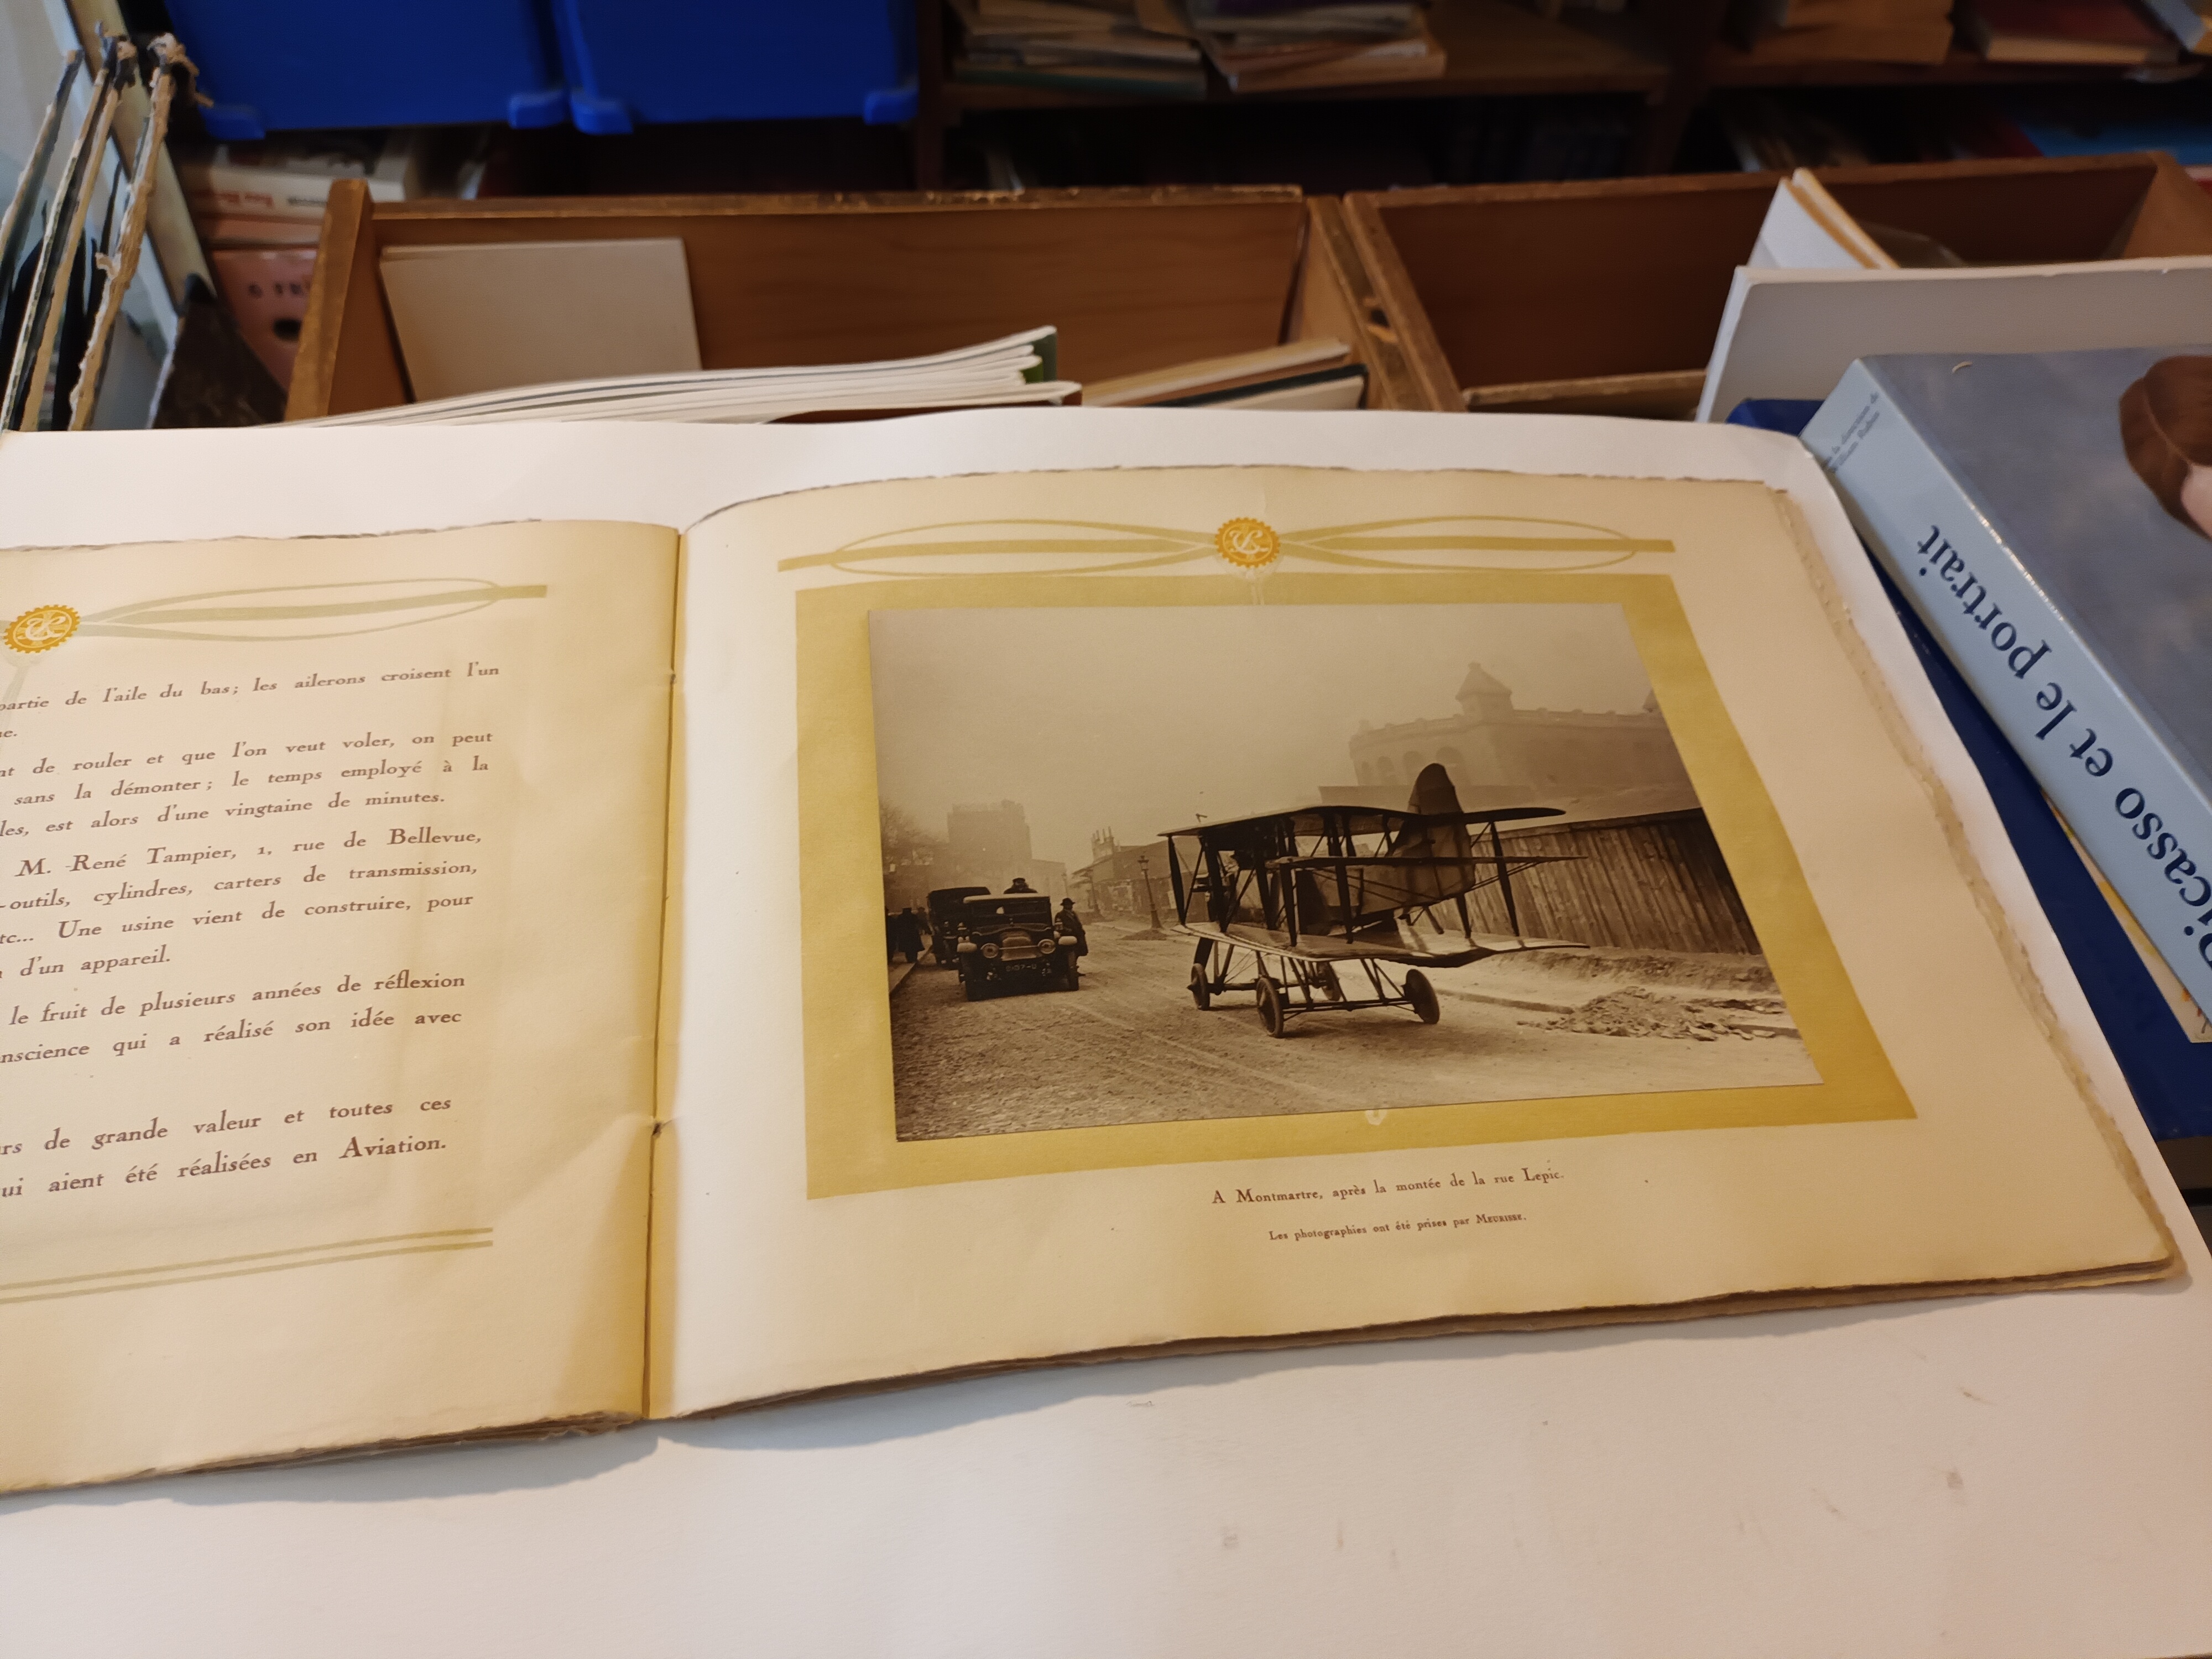 partie de l'aile du bas; les ailerons croisent l'un
de rouler et que l'on veut voler, on peut
sans la démonter; le temps employé à la
est alors d'une vingtaine de minutes.
M. René Tampier, 1, rue de Bellevue,
-outils, cylindres, carters de transmission,
Une usine vient de construire, pour
d'un appareil.
le fruit de plusieurs années de réflexion
qui a réalisé son idée avec
de grande valeur et toutes ces
aient été réalisées en Aviation.
A Montmartre, après la montée de la rue Lepic.
Les photographies ont été prises par MEURISSE.
Picasso et le portrait